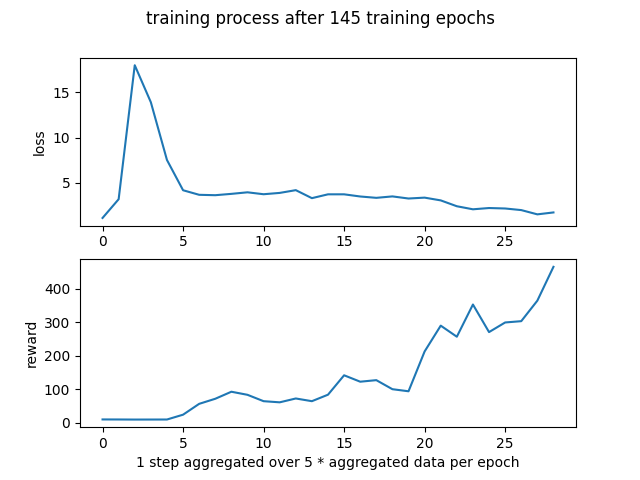 training process after 145 training epochs
15
10
5
loss
0 5 10 15 20 25
400
300
200
100
0
reward
0 5 10 15 20 25
1 step aggregated over 5 * aggregated data per epoch